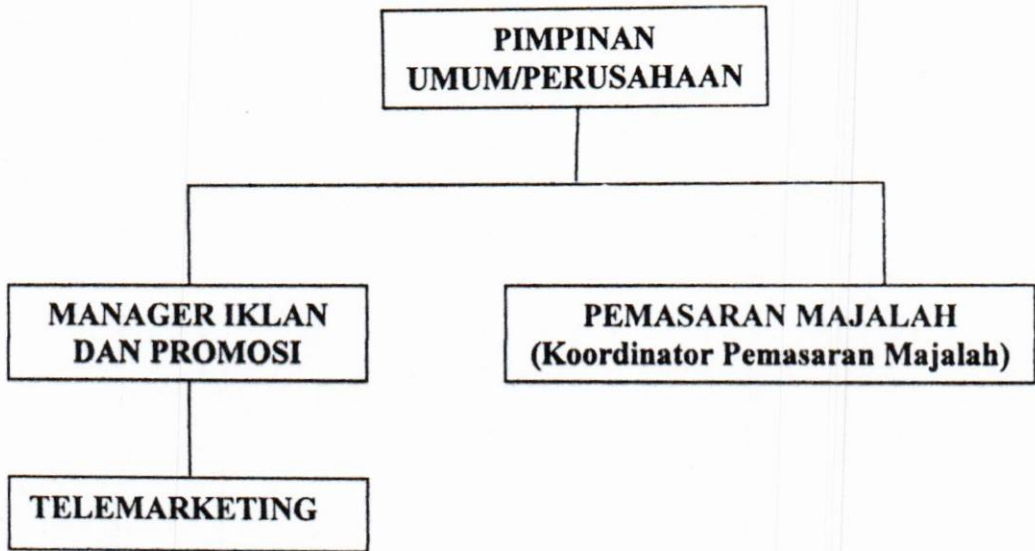 PIMPINAN
UMUM/PERUSAHAAN
MANAGER IKLAN
DAN PROMOSI
PEMASARAN MAJALAH
(Koordinator Pemasaran Majalah)
TELEMARKETING